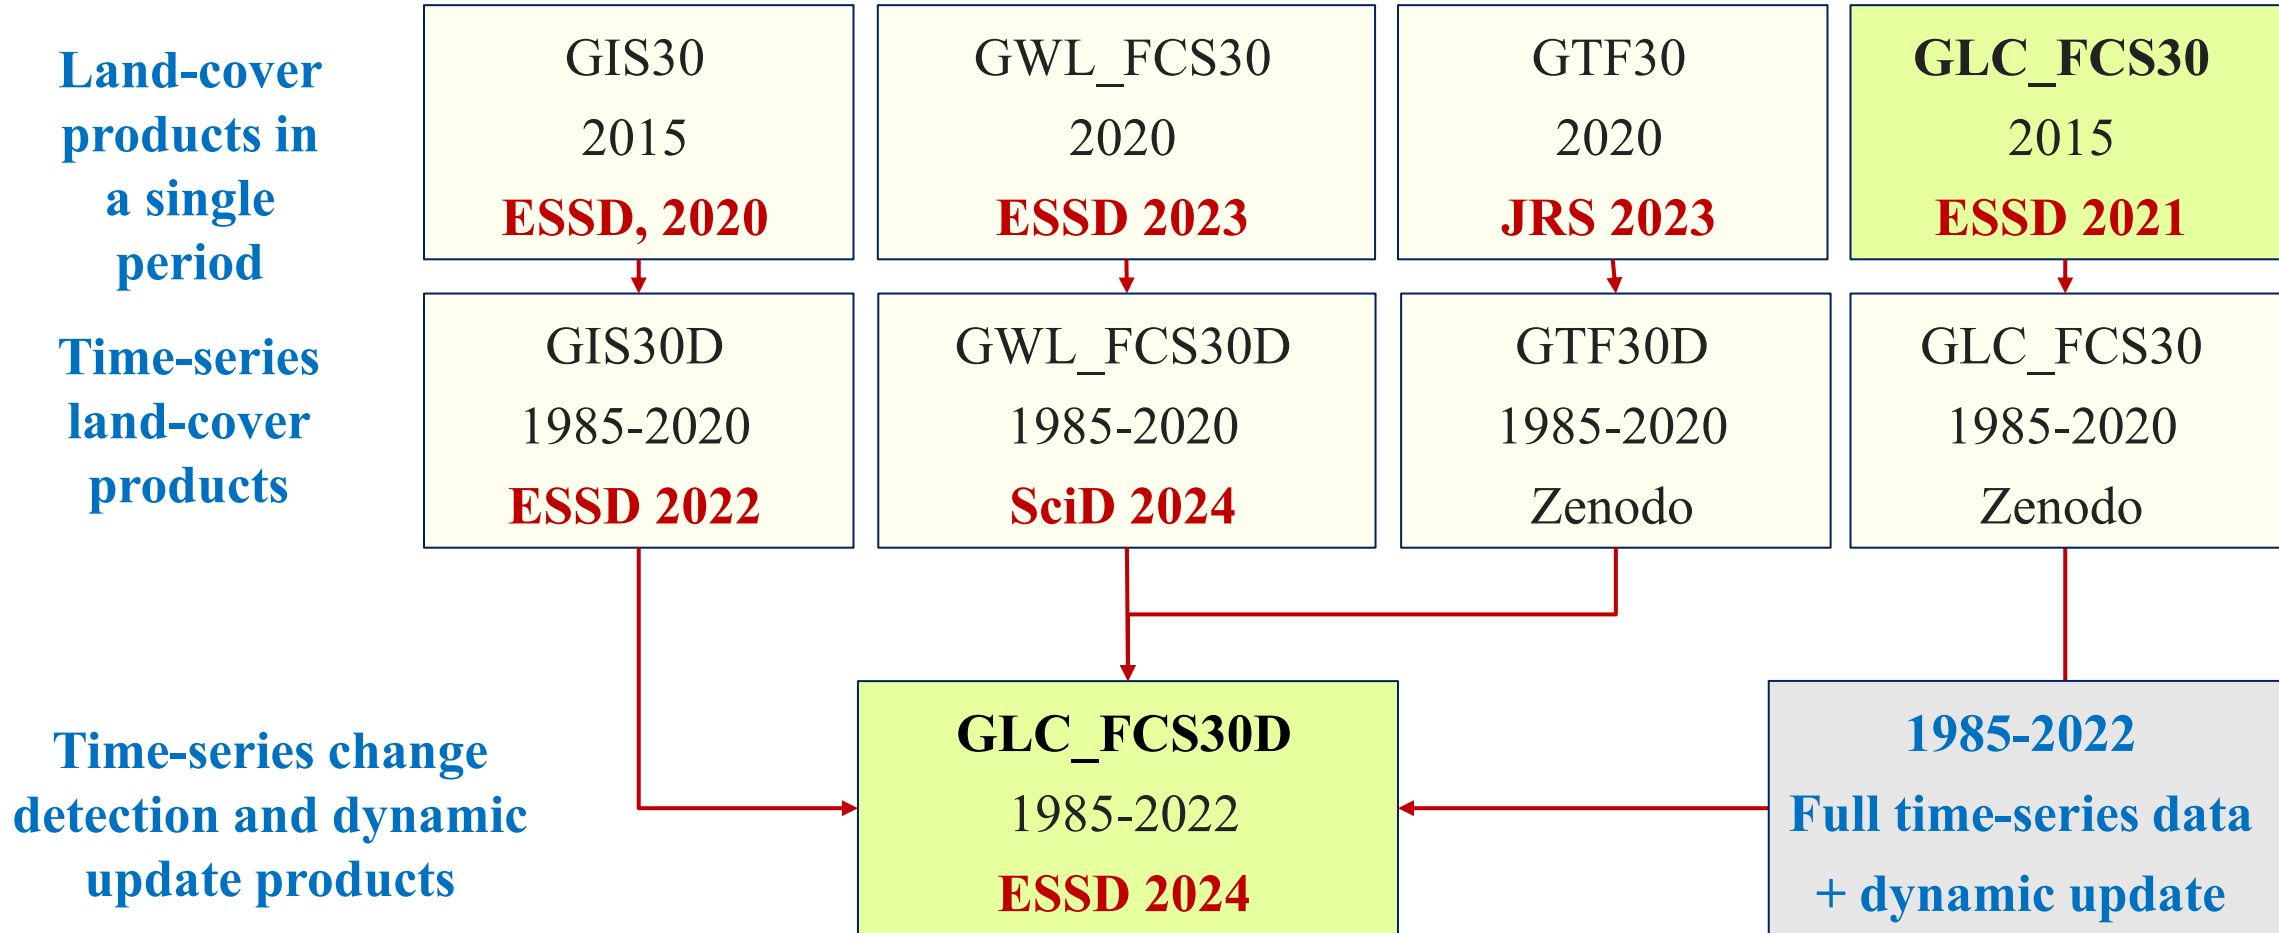 Land-cover
products in
a single
period
GIS30
2015
ESSD, 2020
GWL_FCS30
2020
ESSD 2023
GTF30
2020
JRS 2023
GLC_FCS30
2015
ESSD 2021
Time-series
land-cover
products
GIS30D
1985-2020
ESSD 2022
GWL_FCS30D
1985-2020
SciD 2024
GTF30D
1985-2020
Zenodo
GLC_FCS30
1985-2020
Zenodo
Time-series change
detection and dynamic
update products
GLC_FCS30D
1985-2022
ESSD 2024
1985-2022
Full time-series data
+ dynamic update